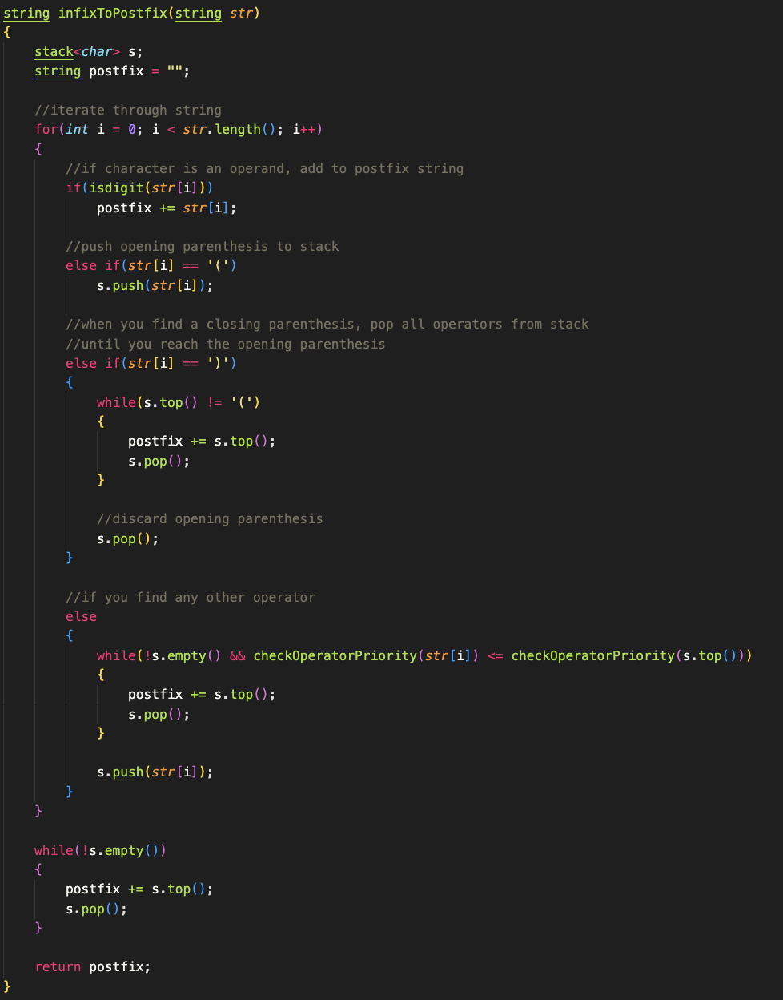 string infixToPostfix(string str)
{
    stack<char> s;
    string postfix = "";

    //iterate through string
    for(int i = 0; i < str.length(); i++)
    {
        //if character is an operand, add to postfix string
        if(isdigit(str[i]))
            postfix += str[i];

        //push opening parenthesis to stack
        else if(str[i] == '(')
            s.push(str[i]);

        //when you find a closing parenthesis, pop all operators from stack
        //until you reach the opening parenthesis
        else if(str[i] == ')')
        {
            while(s.top() != '(')
            {
                postfix += s.top();
                s.pop();
            }

            //discard opening parenthesis
            s.pop();
        }

        //if you find any other operator
        else
        {
            while(!s.empty() && checkOperatorPriority(str[i]) <= checkOperatorPriority(s.top()))
            {
                postfix += s.top();
                s.pop();
            }

            s.push(str[i]);
        }
    }

    while(!s.empty())
    {
        postfix += s.top();
        s.pop();
    }

    return postfix;
}